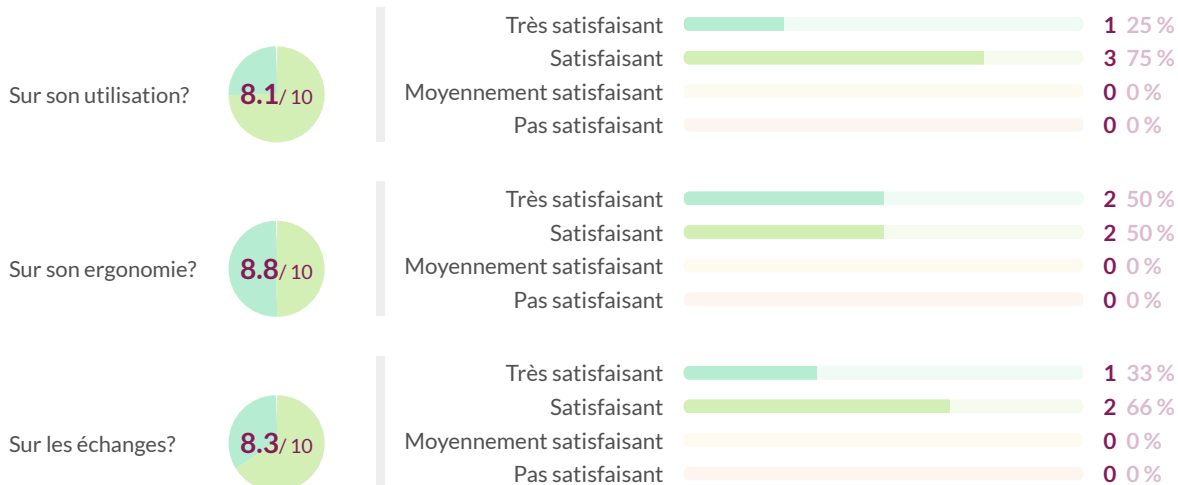 Très satisfaisant 1 25 %
Satisfaisant 3 75 %
Sur son utilisation? 8.1/ 10 Moyennement satisfaisant 0 0 %
Pas satisfaisant 0 0 %
Très satisfaisant 2 50 %
Satisfaisant 2 50 %
Sur son ergonomie? 8.8/ 10 Moyennement satisfaisant 0 0 %
Pas satisfaisant 0 0 %
Très satisfaisant 1 33 %
Satisfaisant 2 66 %
Sur les échanges? 8.3/ 10 Moyennement satisfaisant 0 0 %
Pas satisfaisant 0 0 %